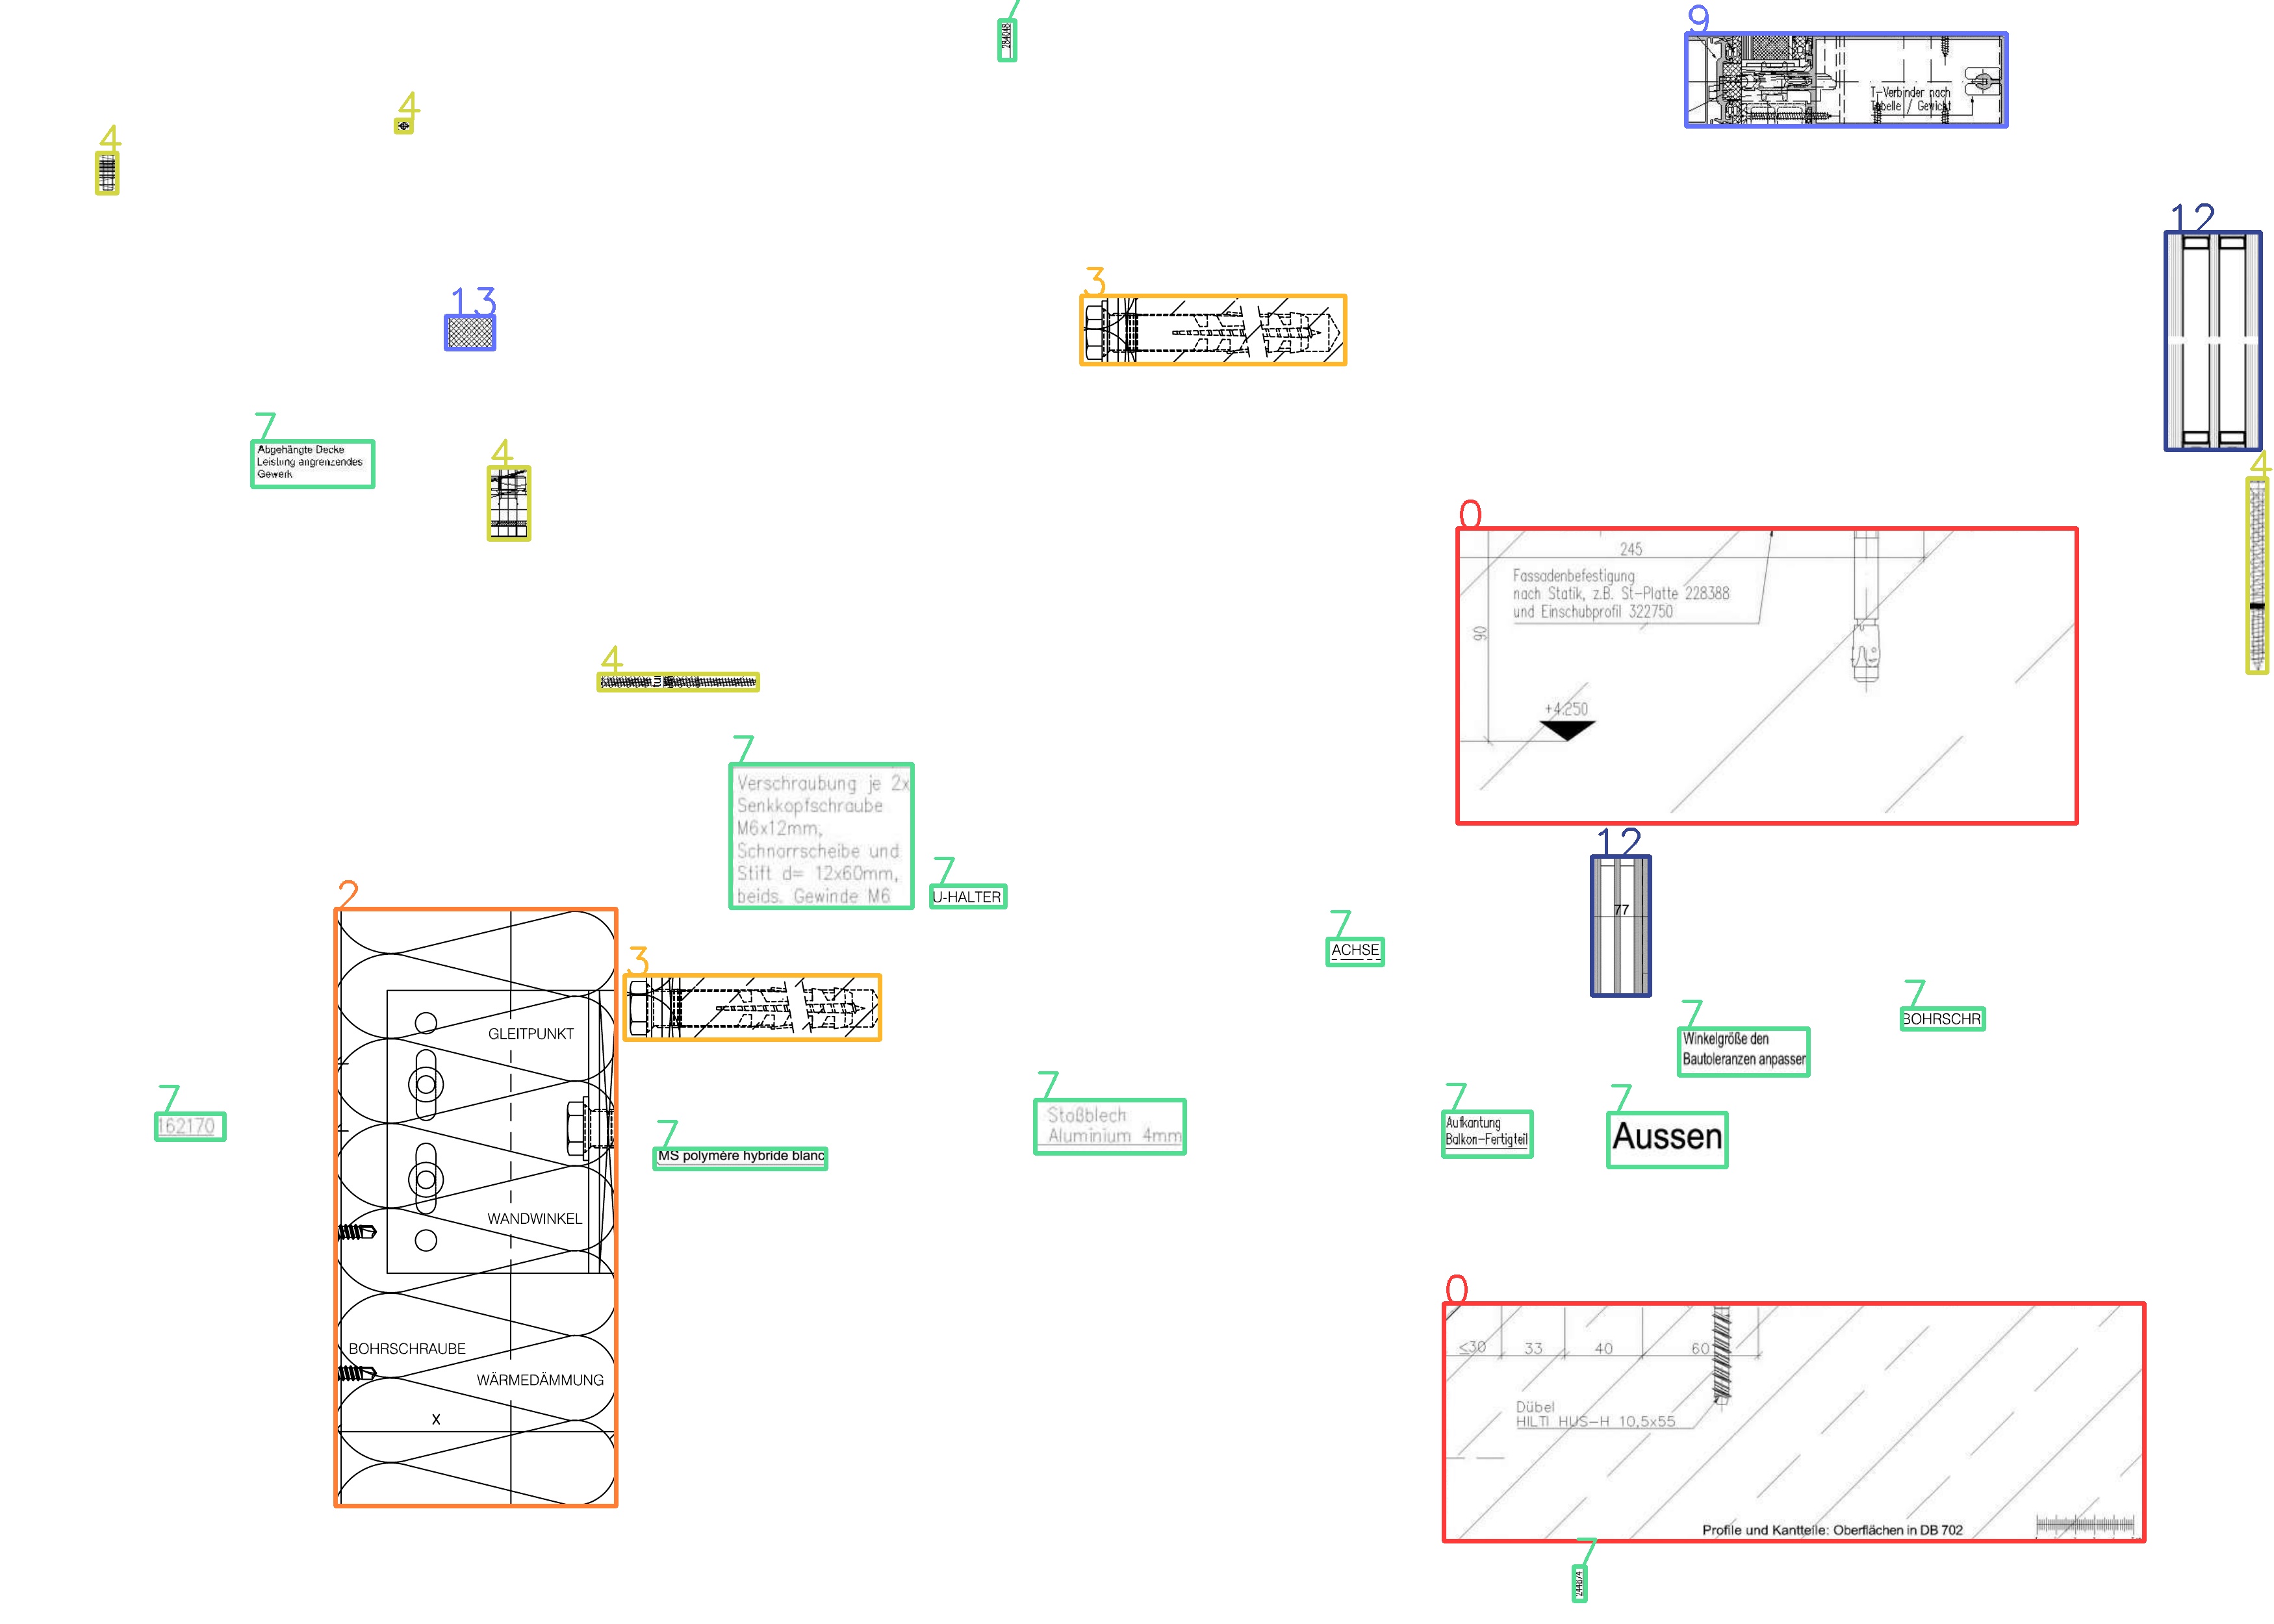 7
284048
9
T-Verbinder nach
Tabelle / Gewicht
4
4
12
3
13
7
Abgehängte Decke
Leistung angrenzendes
Gewerk
4
4
0
245
Fassadenbefestigung
nach Statik, z.B. St-Platte 228388
und Einschubprofil 322750
90
+4.250
4
7
Verschraubung je 2x
Senkkopfschraube
M6x12mm,
Schnorrscheibe und
Stift d= 12x60mm,
beids. Gewinde M6
7
U-HALTER
12
77
2
GLEITPUNKT
WANDWINKEL
BOHRSCHRAUBE
WÄRMEDÄMMUNG
X
3
7
ACHSE
7
BOHRSCHR
7
Winkelgröße den
Bautoleranzen anpassen
7
162170
7
MS polymère hybride blanc
7
Stoßblech
Aluminium 4mm
7
Aufkantung
Balkon-Fertigteil
7
Aussen
0
≤30 33 40 60
Dübel
HILTI HUS-H 10,5x55
Profile und Kantteile: Oberflächen in DB 702
7